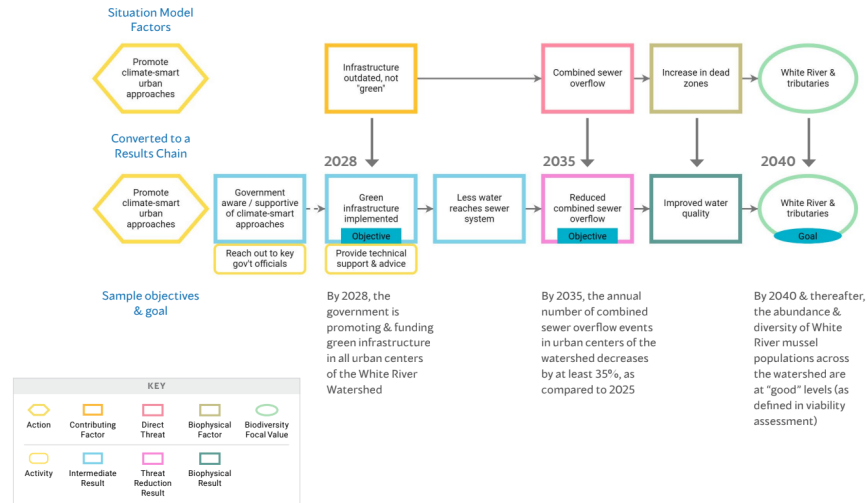 Situation Model
Factors
Promote
climate-smart
urban
approaches
Infrastructure
outdated, not
"green"
Combined sewer
overflow
Increase in dead
zones
White River &
tributaries
Converted to a
Results Chain
2028
2035
2040
Promote
climate-smart
urban
approaches
Government
aware / supportive
of climate-smart
approaches
Green
infrastructure
implemented
Objective
Less water
reaches sewer
system
Reduced
combined sewer
overflow
Objective
Improved water
quality
White River &
tributaries
Goal
Reach out to key
gov't officials
Provide technical
support & advice
Sample objectives
& goal
By 2028, the
government is
promoting & funding
green infrastructure
in all urban centers
of the White River
Watershed
By 2035, the annual
number of combined
sewer overflow events
in urban centers of the
watershed decreases
by at least 35%, as
compared to 2025
By 2040 & thereafter,
the abundance &
diversity of White
River mussel
populations across
the watershed are
at "good" levels (as
defined in viability
assessment)
KEY
Action
Contributing
Factor
Direct
Threat
Biophysical
Factor
Biodiversity
Focal Value
Activity
Intermediate
Result
Threat
Reduction
Result
Biophysical
Result